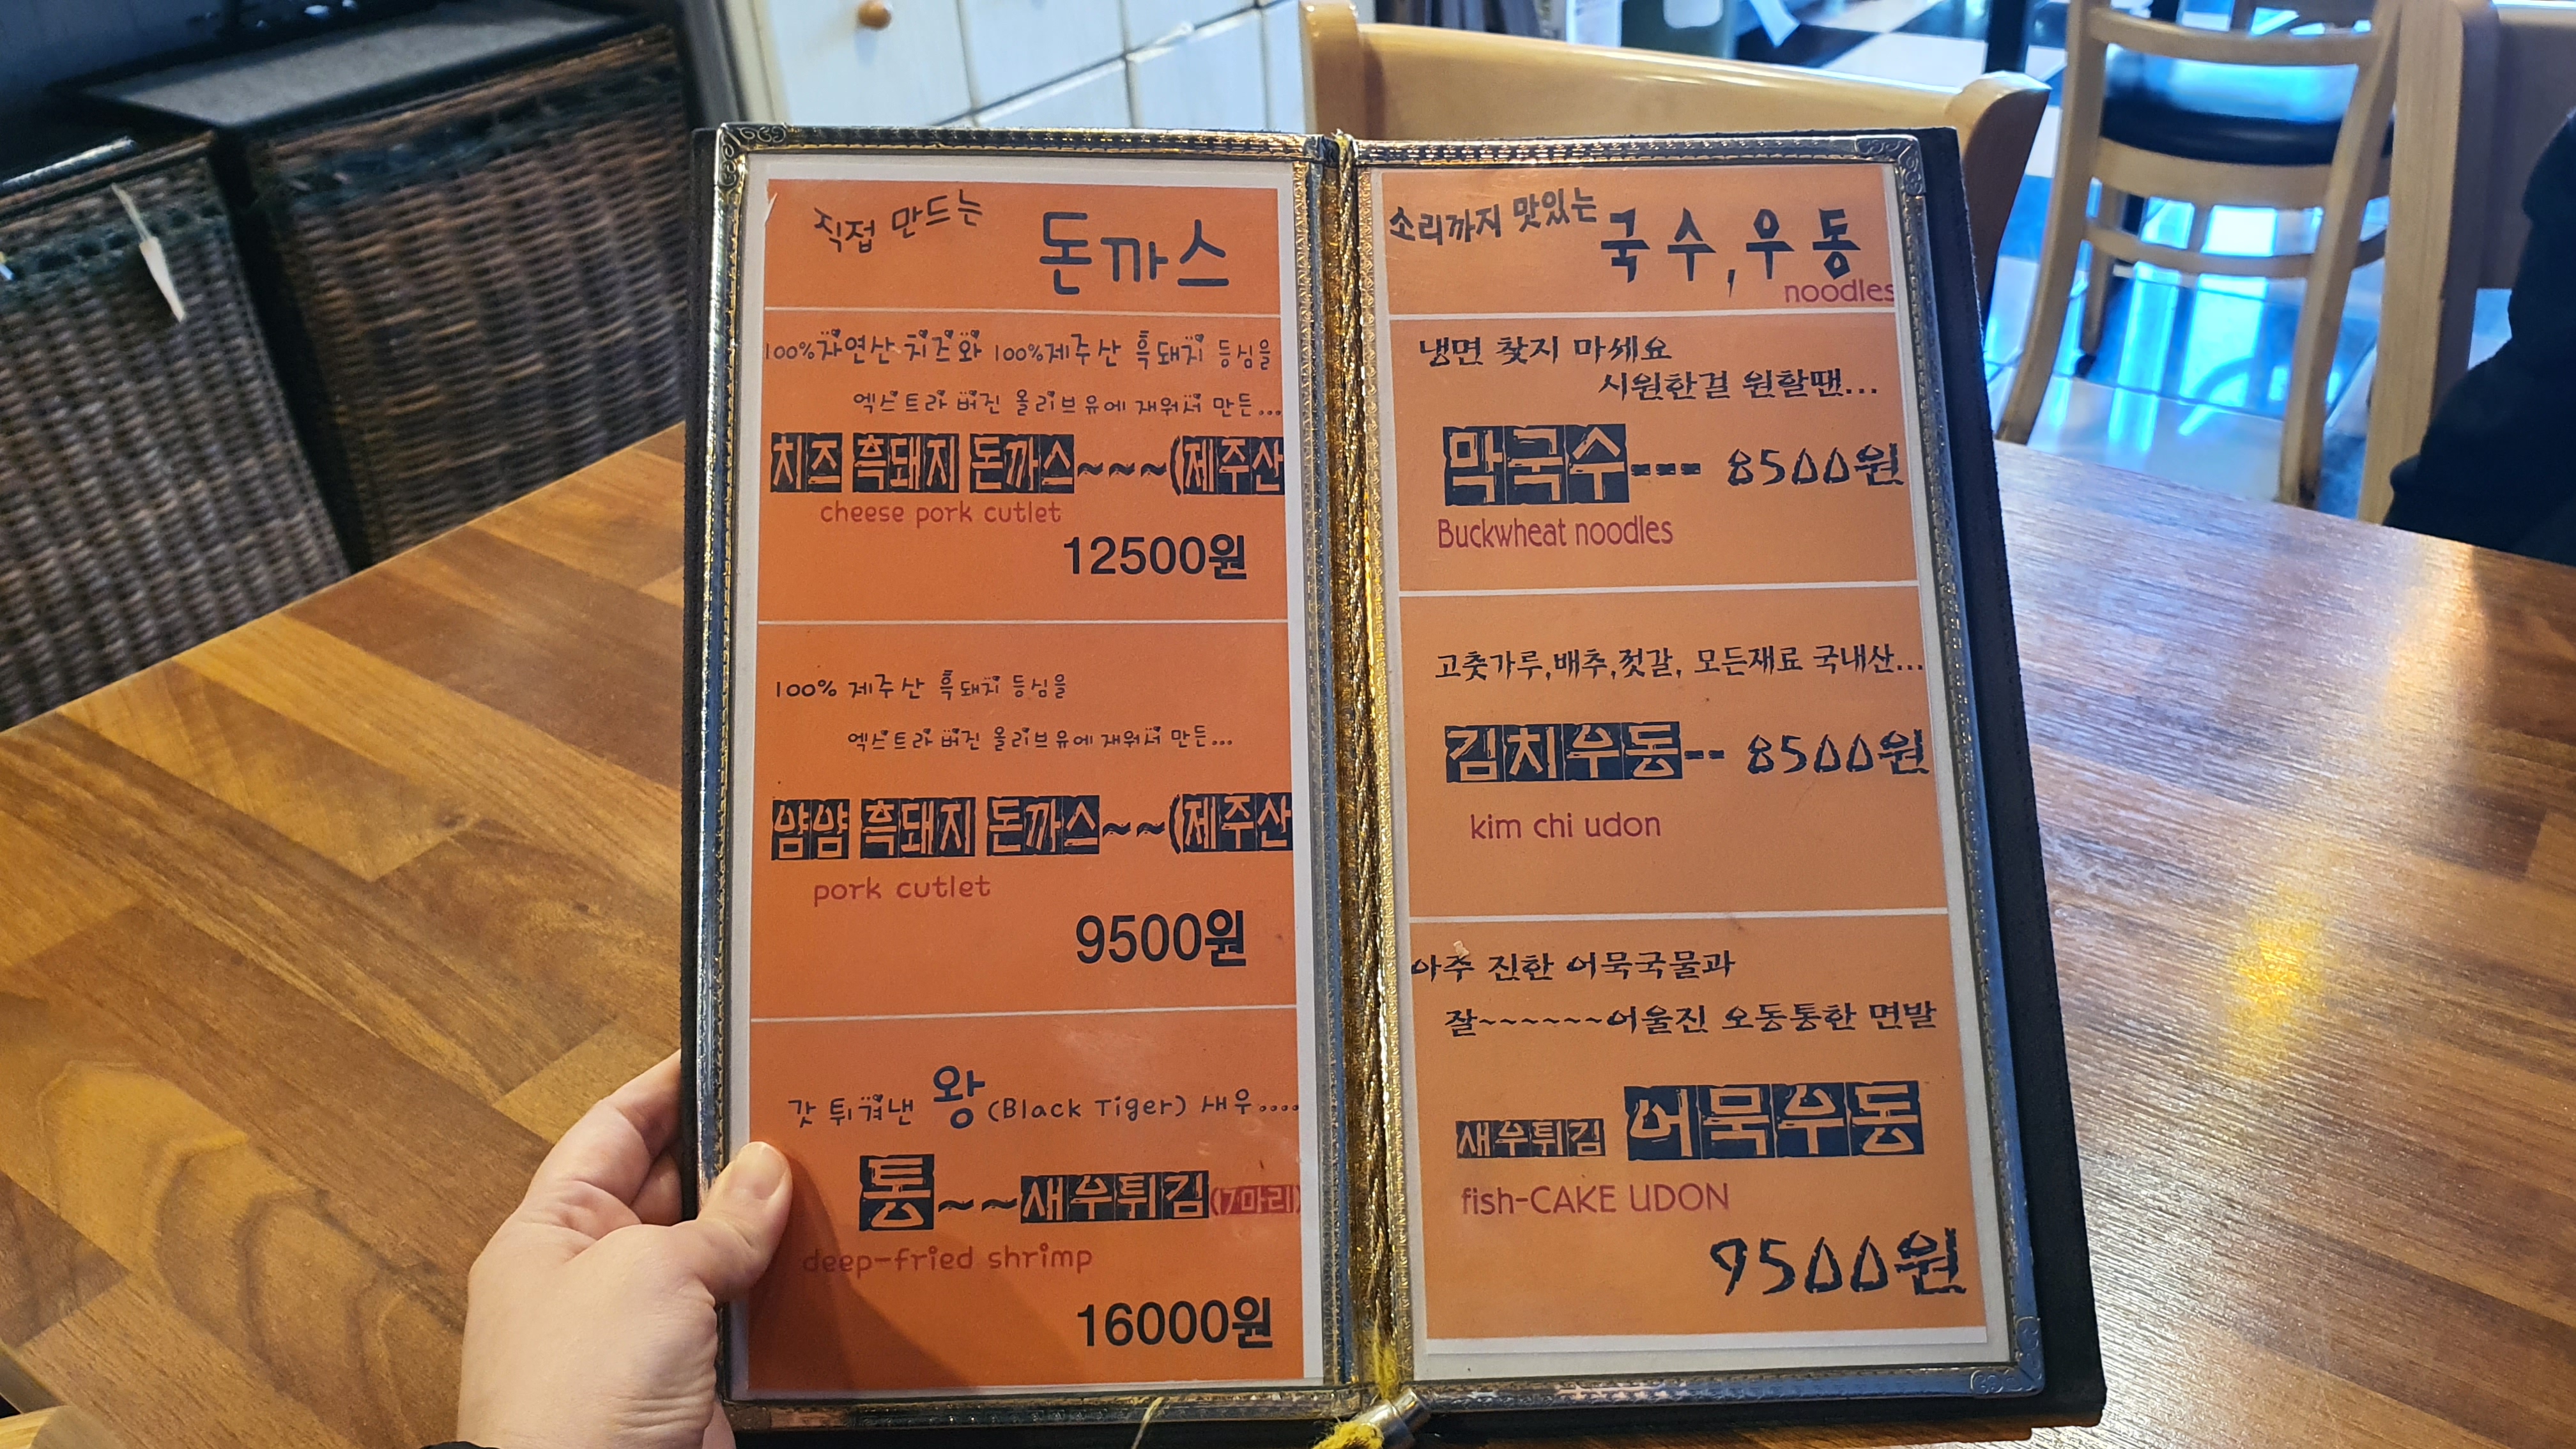 직접 만드는 돈까스
100%자연산 치즈와 100%제주산 흑돼지 등심을
엑스트라 버진 올리브유에 재워서 만든...
치즈 흑돼지 돈까스~~~(제주산
cheese pork cutlet
12500원
100% 제주산 흑돼지 등심을
엑스트라 버진 올리브유에 재워서 만든...
얌얌 흑돼지 돈까스~~(제주산
pork cutlet
9500원
갓 튀겨낸 왕(Black Tiger) 새우....
통~~새우튀김(7마리)
deep-fried shrimp
16000원
소리까지 맛있는 국수,우동
noodles
냉면 찾지 마세요
시원한걸 원할땐...
막국수--- 8500원
Buckwheat noodles
고춧가루,배추,젓갈, 모든재료 국내산...
김치우동-- 8500원
kim chi udon
아주 진한 어묵국물과
잘~~~~~~어울진 오동통한 면발
새우튀김 어묵우동
fish-CAKE UDON
9500원